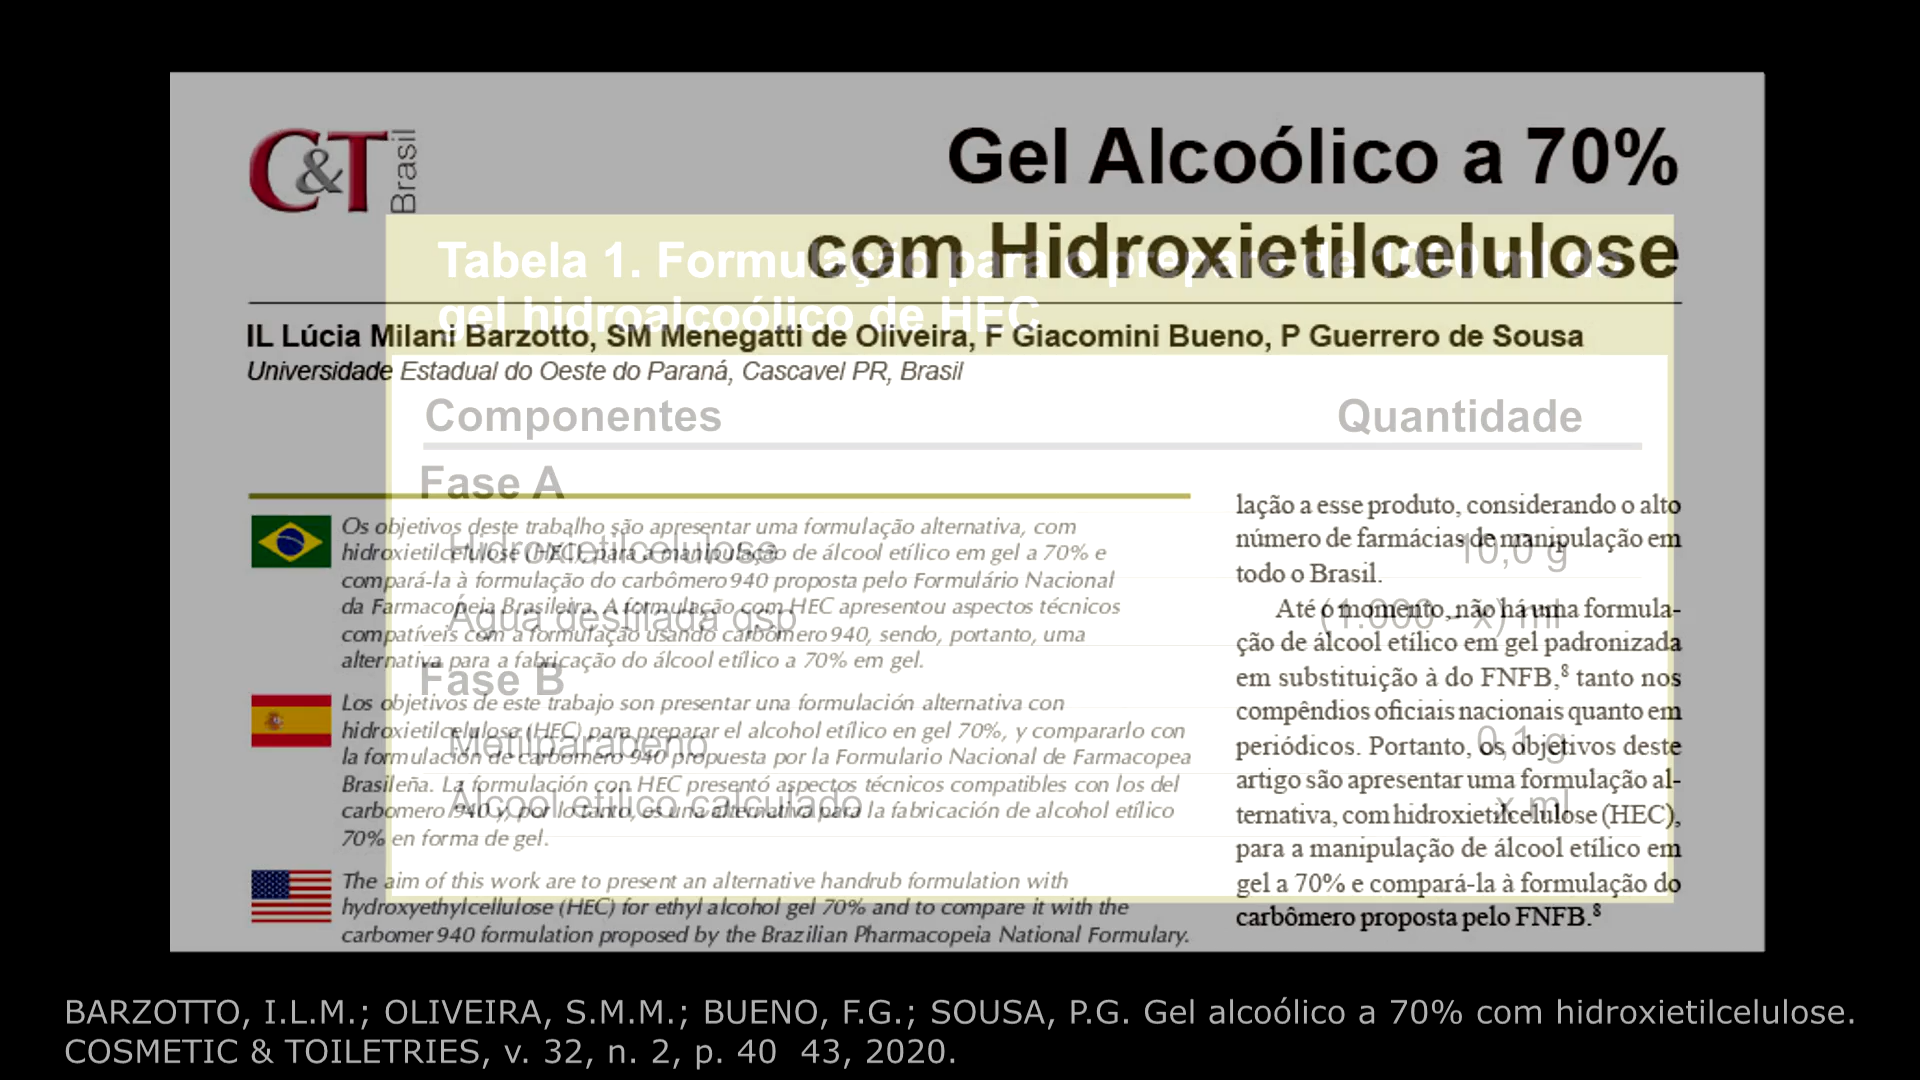 C&T Brasil
Gel Alcoólico a 70%
com Hidroxietilcelulose
IL Lúcia Milani Barzotto, SM Menegatti de Oliveira, F Giacomini Bueno, P Guerrero de Sousa
Universidade Estadual do Oeste do Paraná, Cascavel PR, Brasil
Os objetivos deste trabalho são apresentar uma formulação alternativa, com
hidroxietilcelulose (HEC), para a manipulação de álcool etílico em gel a 70% e
compará-la à formulação do carbômero 940 proposta pelo Formulário Nacional
da Farmacopeia Brasileira. A formulação com HEC apresentou aspectos técnicos
compatíveis com a formulação usando carbômero 940, sendo, portanto, uma
alternativa para a fabricação do álcool etílico a 70% em gel.
Los objetivos de este trabajo son presentar una formulación alternativa con
hidroxietilcelulosa (HEC) para preparar el alcohol etílico en gel 70%, y compararlo con
la formulación de carbomero 940 propuesta por la Formulario Nacional de Farmacopea
Brasileña. La formulación con HEC presentó aspectos técnicos compatibles con los del
carbomero 940 y, por lo tanto, es una alternativa para la fabricación de alcohol etílico
70% en forma de gel.
The aim of this work are to present an alternative handrub formulation with
hydroxyethylcellulose (HEC) for ethyl alcohol gel 70% and to compare it with the
carbomer 940 formulation proposed by the Brazilian Pharmacopeia National Formulary.
lação a esse produto, considerando o alto
número de farmácias de manipulação em
todo o Brasil.
Até o momento, não há uma formula-
ção de álcool etílico em gel padronizada
em substituição à do FNFB,⁸ tanto nos
compêndios oficiais nacionais quanto em
periódicos. Portanto, os objetivos deste
artigo são apresentar uma formulação al-
ternativa, com hidroxietilcelulose (HEC),
para a manipulação de álcool etílico em
gel a 70% e compará-la à formulação do
carbômero proposta pelo FNFB.⁸
Tabela 1. Formulação para o preparo de 1000 ml de
gel hidroalcoólico de HEC
Componentes Quantidade
Fase A
Hidroxietilcelulose 10,0 g
Água destilada qsp (1.000 - x) ml
Fase B
Metilparabeno 0,1 g
Álcool etílico calculado x ml
BARZOTTO, I.L.M.; OLIVEIRA, S.M.M.; BUENO, F.G.; SOUSA, P.G. Gel alcoólico a 70% com hidroxietilcelulose.
COSMETIC & TOILETRIES, v. 32, n. 2, p. 40 43, 2020.